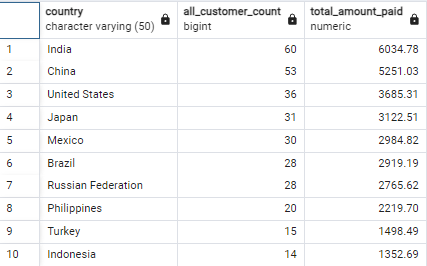 country all_customer_count total_amount_paid
character varying (50) bigint numeric
1 India 60 6034.78
2 China 53 5251.03
3 United States 36 3685.31
4 Japan 31 3122.51
5 Mexico 30 2984.82
6 Brazil 28 2919.19
7 Russian Federation 28 2765.62
8 Philippines 20 2219.70
9 Turkey 15 1498.49
10 Indonesia 14 1352.69